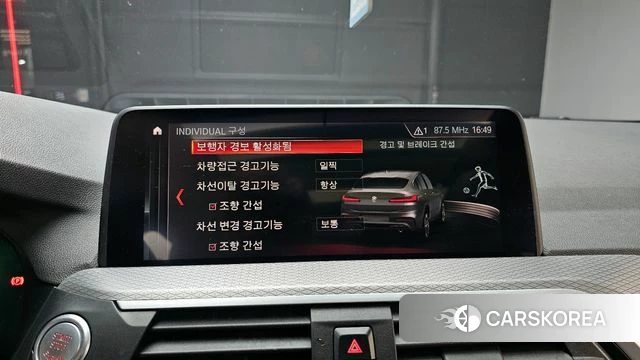 INDIVIDUAL 구성
1 87.5 MHz 16:49
보행자 경보 활성화됨
경고 및 브레이크 간섭
차량접근 경고기능 일찍
차선이탈 경고기능 항상
조향 간섭
차선 변경 경고기능 보통
조향 간섭
CARSKOREA